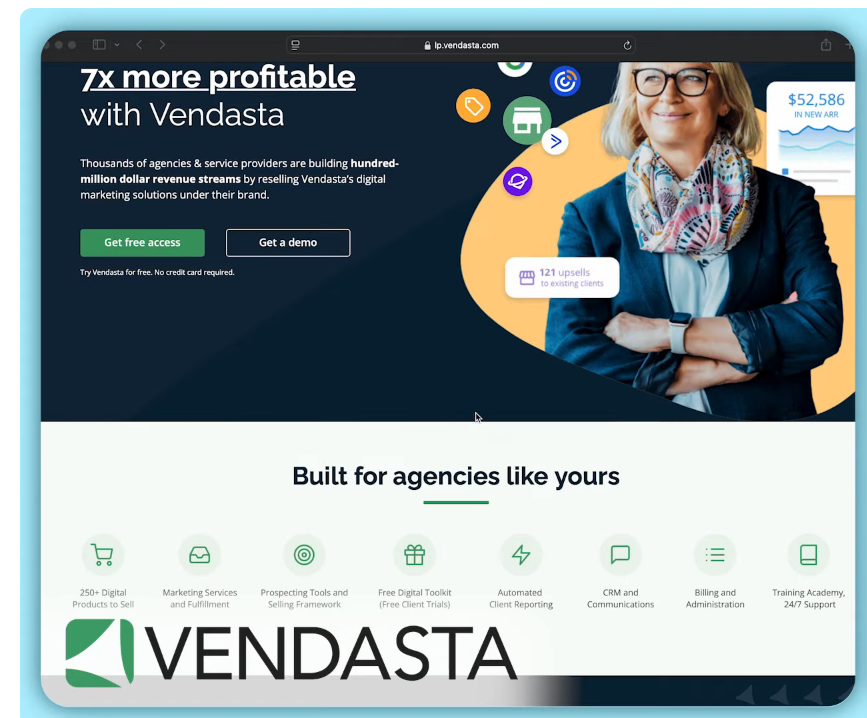 lp.vendasta.com
7x more profitable
with Vendasta
Thousands of agencies & service providers are building hundred-
million dollar revenue streams by reselling Vendasta's digital
marketing solutions under their brand.
Get free access
Get a demo
Try Vendasta for free. No credit card required.
$52,586
IN NEW ARR
121 upsells
to existing clients
Built for agencies like yours
250+ Digital
Products to Sell
Marketing Services
and Fulfillment
Prospecting Tools and
Selling Framework
Free Digital Toolkit
(Free Client Trials)
Automated
Client Reporting
CRM and
Communications
Billing and
Administration
Training Academy,
24/7 Support
VENDASTA